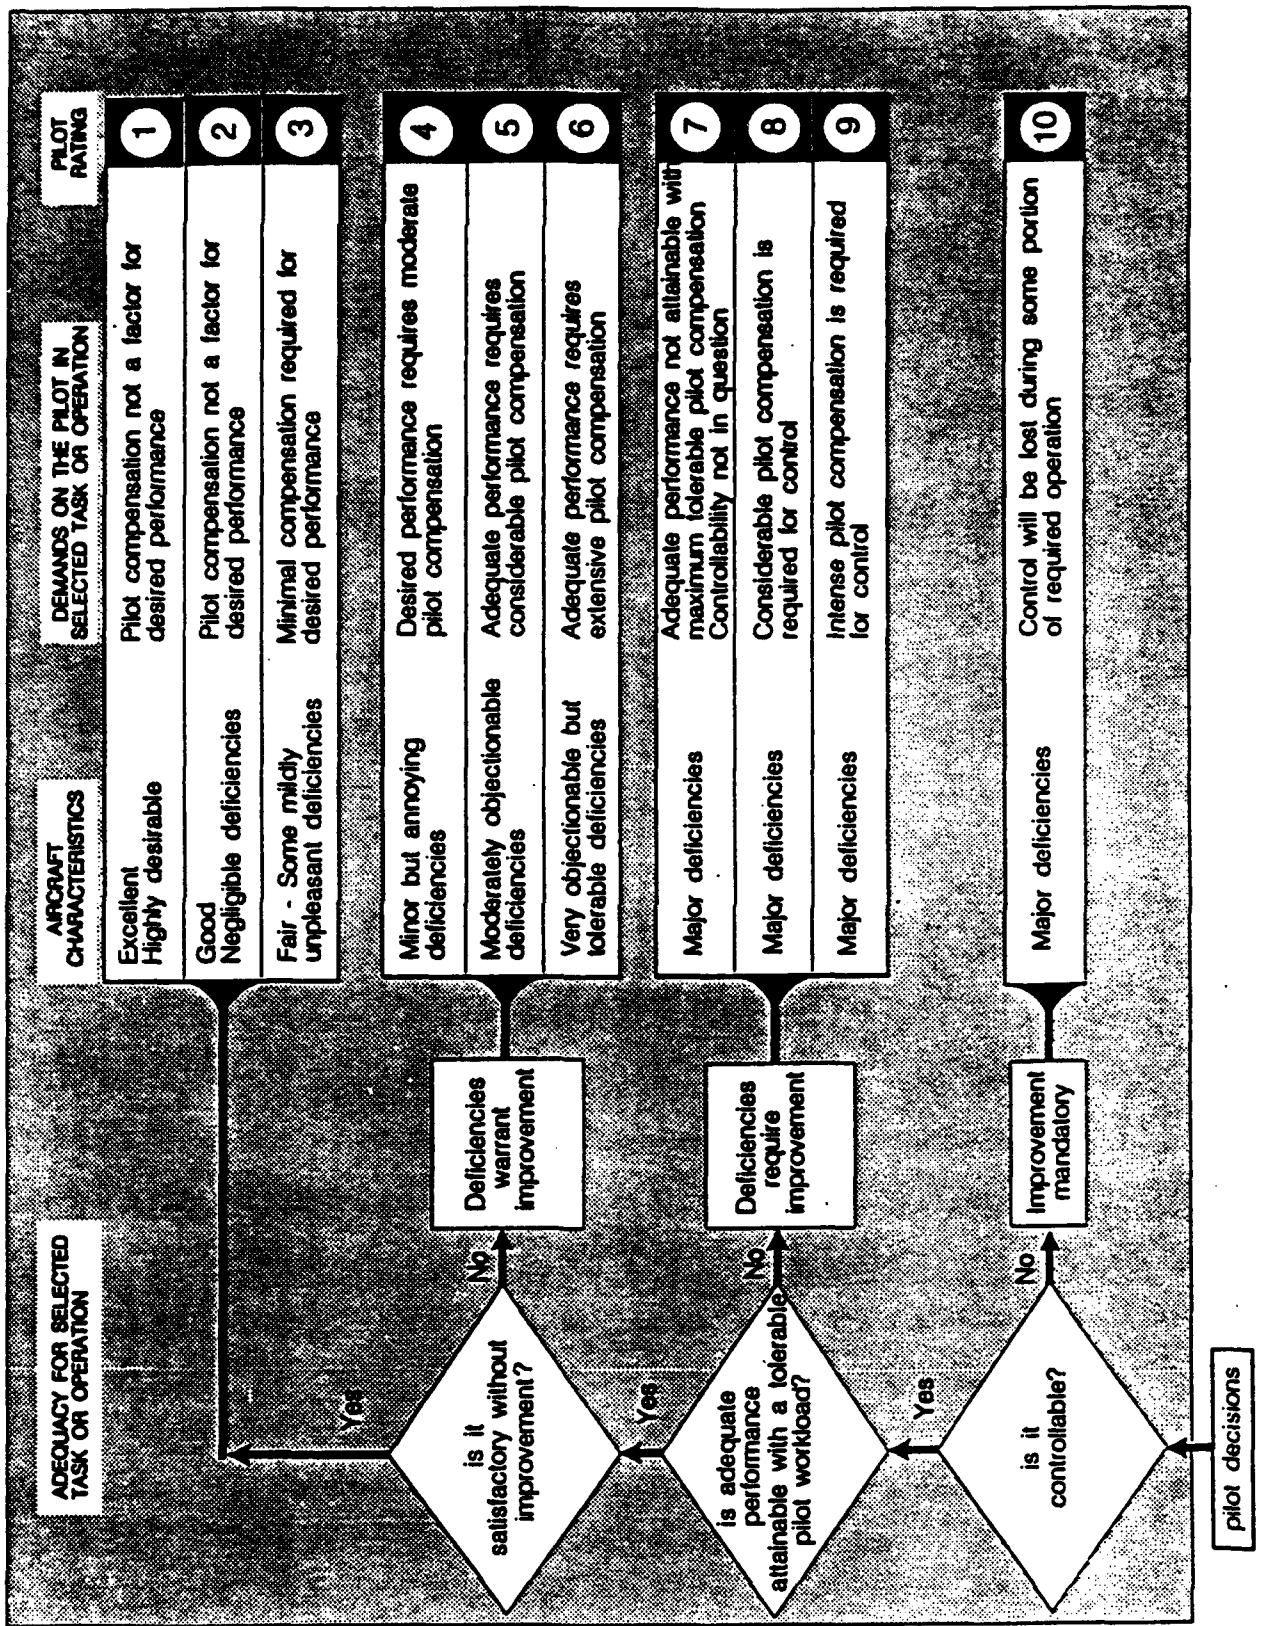 ADEQUACY FOR SELECTED
TASK OR OPERATION
AIRCRAFT
CHARACTERISTICS
DEMANDS ON THE PILOT IN
SELECTED TASK OR OPERATION
PILOT
RATING
Excellent
Highly desirable
Pilot compensation not a factor for
desired performance
1
Good
Negligible deficiencies
Pilot compensation not a factor for
desired performance
2
Fair - Some mildly
unpleasant deficiencies
Minimal compensation required for
desired performance
3
Yes
is it
satisfactory without
improvement?
No
Deficiencies
warrant
improvement
Minor but annoying
deficiencies
Desired performance requires moderate
pilot compensation
4
Moderately objectionable
deficiencies
Adequate performance requires
considerable pilot compensation
5
Very objectionable but
tolerable deficiencies
Adequate performance requires
extensive pilot compensation
6
Yes
is adequate
performance
attainable with a tolerable
pilot workload?
No
Deficiencies
require
improvement
Major deficiencies
Adequate performance not attainable with
maximum tolerable pilot compensation
Controllability not in question
7
Major deficiencies
Considerable pilot compensation is
required for control
8
Major deficiencies
Intense pilot compensation is required
for control
9
Yes
is it
controllable?
No
Improvement
mandatory
Major deficiencies
Control will be lost during some portion
of required operation
10
pilot decisions